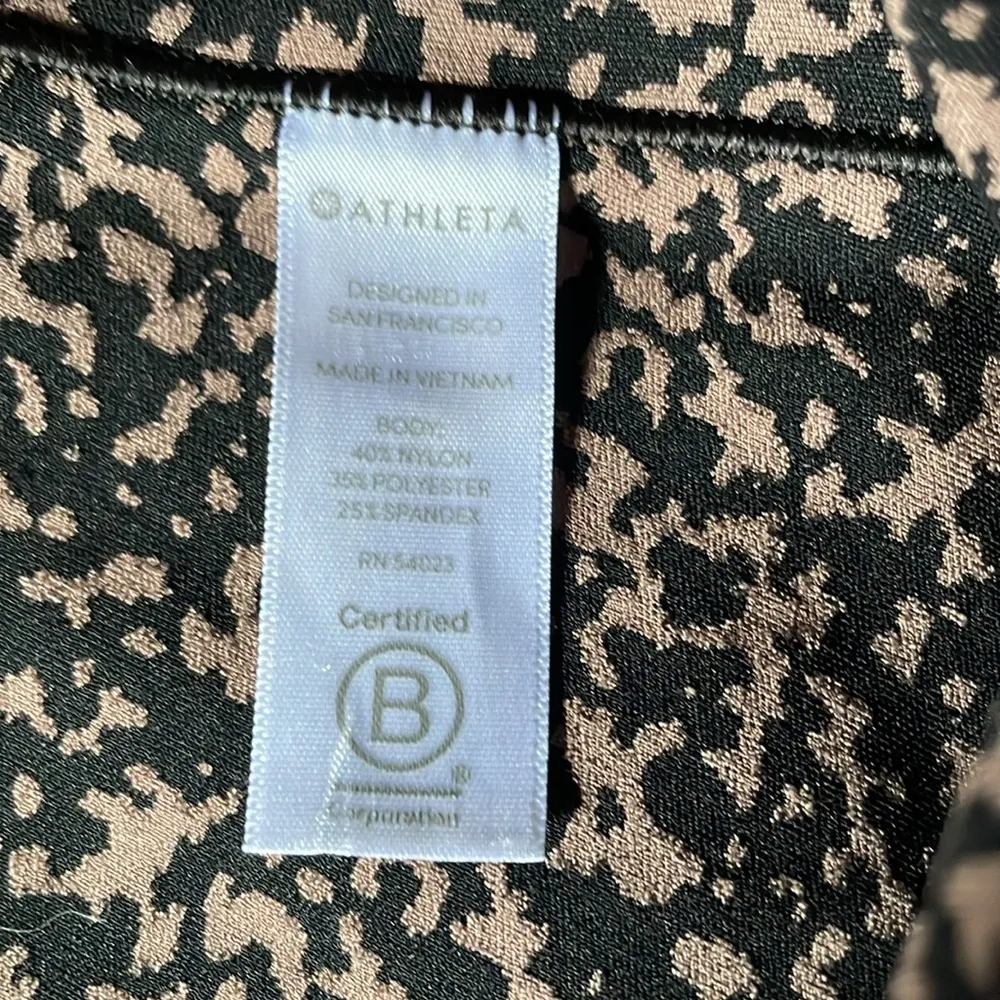 ATHLETA
DESIGNED IN
SAN FRANCISCO
MADE IN VIETNAM
BODY:
40% NYLON
35% POLYESTER
25% SPANDEX
RN 54023
Certified
B
®
Corporation